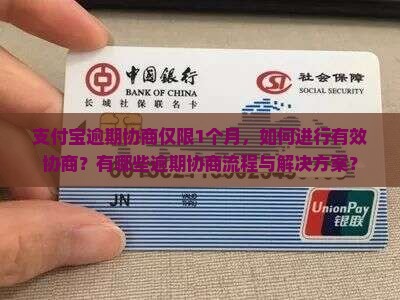 中国银行
BANK OF CHINA
长城 社保联名卡
社会保障
SOCIAL SECURITY
支付宝逾期协商仅限1个月，如何进行有效
协商？有哪些逾期协商流程与解决方案？
JN
UnionPay
银联